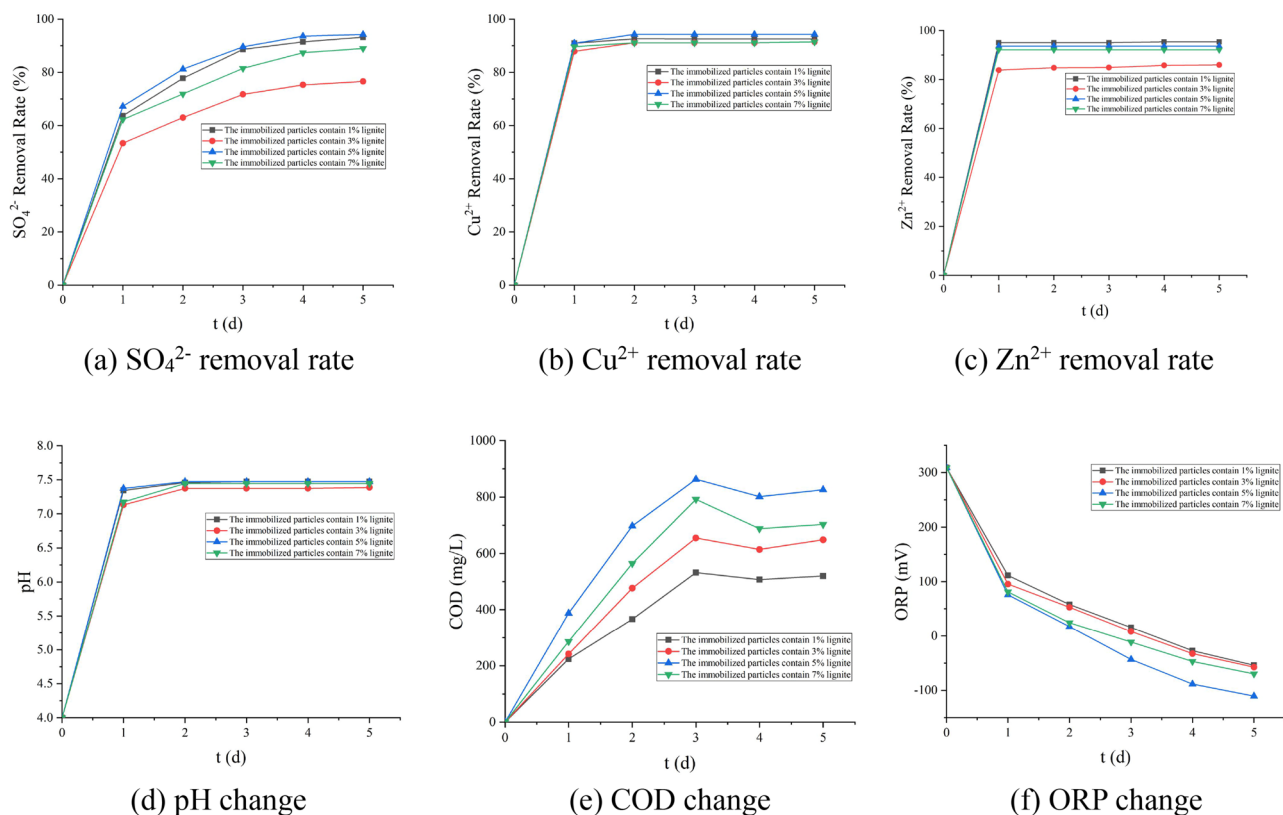 100
80
60
40
20
0
SO₄²⁻ Removal Rate (%)
The immobilized particles contain 1% lignite
The immobilized particles contain 3% lignite
The immobilized particles contain 5% lignite
The immobilized particles contain 7% lignite
0 1 2 3 4 5
t (d)
(a) SO₄²⁻ removal rate
100
80
60
40
20
0
Cu²⁺ Removal Rate (%)
The immobilized particles contain 1% lignite
The immobilized particles contain 3% lignite
The immobilized particles contain 5% lignite
The immobilized particles contain 7% lignite
0 1 2 3 4 5
t (d)
(b) Cu²⁺ removal rate
100
80
60
40
20
0
Zn²⁺ Removal Rate (%)
The immobilized particles contain 1% lignite
The immobilized particles contain 3% lignite
The immobilized particles contain 5% lignite
The immobilized particles contain 7% lignite
0 1 2 3 4 5
t (d)
(c) Zn²⁺ removal rate
8.0
7.5
7.0
6.5
6.0
5.5
5.0
4.5
4.0
pH
The immobilized particles contain 1% lignite
The immobilized particles contain 3% lignite
The immobilized particles contain 5% lignite
The immobilized particles contain 7% lignite
0 1 2 3 4 5
t (d)
(d) pH change
1000
800
600
400
200
0
COD (mg/L)
The immobilized particles contain 1% lignite
The immobilized particles contain 3% lignite
The immobilized particles contain 5% lignite
The immobilized particles contain 7% lignite
0 1 2 3 4 5
t (d)
(e) COD change
300
200
100
0
-100
ORP (mV)
The immobilized particles contain 1% lignite
The immobilized particles contain 3% lignite
The immobilized particles contain 5% lignite
The immobilized particles contain 7% lignite
0 1 2 3 4 5
t (d)
(f) ORP change